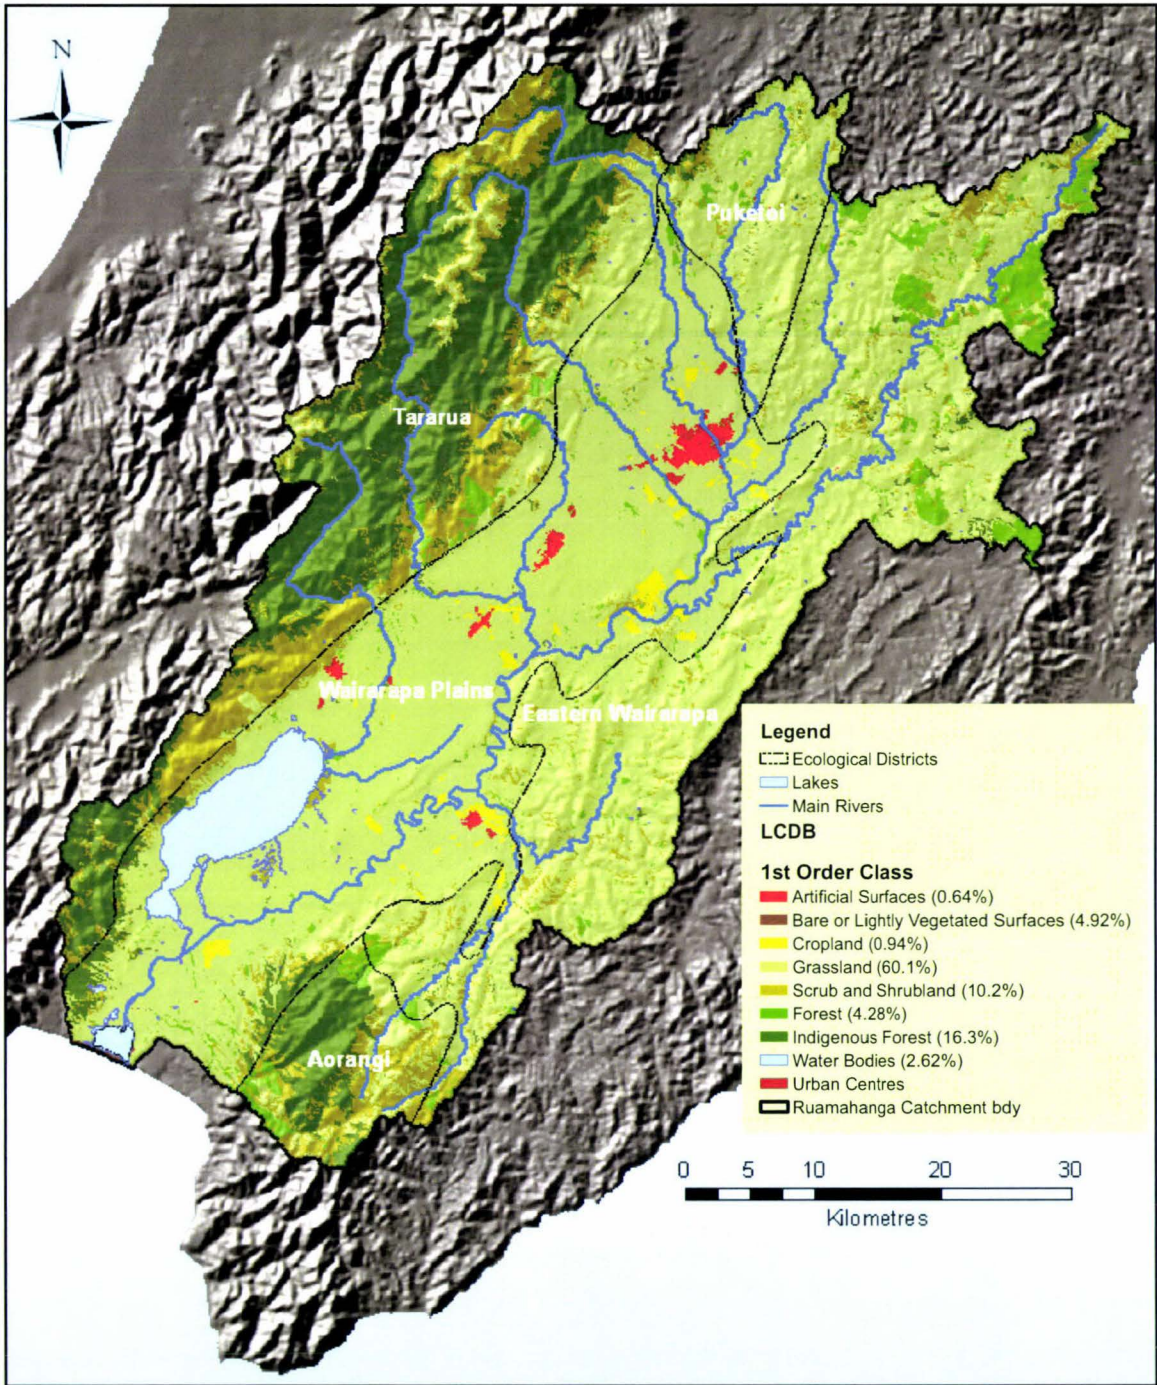 N
Puketoi
Tararua
Wairarapa Plains
Eastern Wairarapa
Aorangi
Legend
Ecological Districts
Lakes
Main Rivers
LCDB
1st Order Class
Artificial Surfaces (0.64%)
Bare or Lightly Vegetated Surfaces (4.92%)
Cropland (0.94%)
Grassland (60.1%)
Scrub and Shrubland (10.2%)
Forest (4.28%)
Indigenous Forest (16.3%)
Water Bodies (2.62%)
Urban Centres
Ruamahanga Catchment bdy
0 5 10 20 30
Kilometres